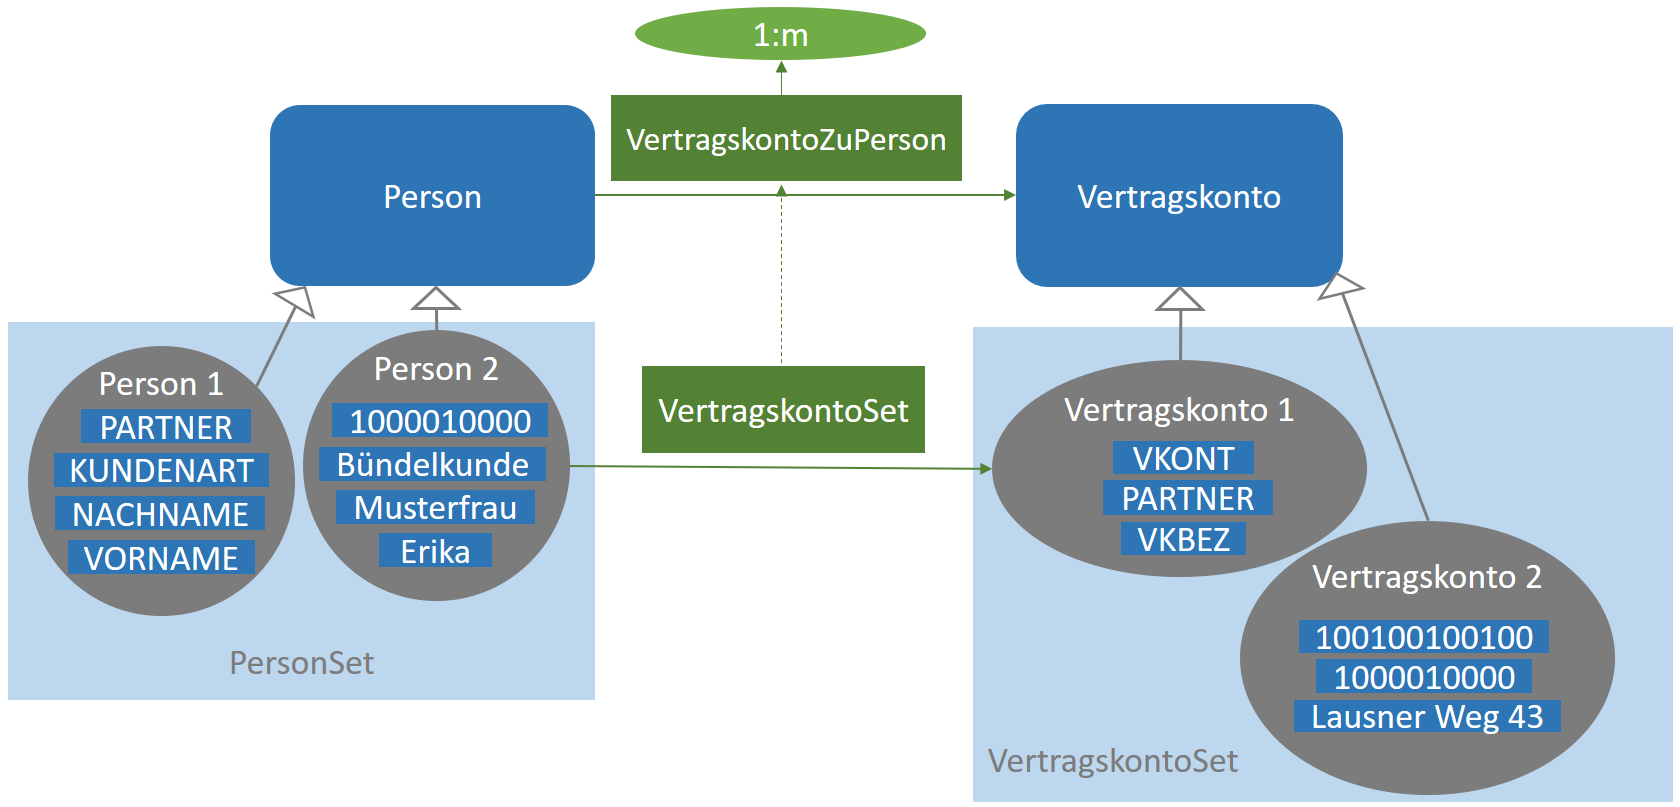 1:m
VertragskontoZuPerson
Person
Vertragskonto
Person 1
PARTNER
KUNDENART
NACHNAME
VORNAME
Person 2
1000010000
Bündelkunde
Musterfrau
Erika
PersonSet
VertragskontoSet
Vertragskonto 1
VKONT
PARTNER
VKBEZ
Vertragskonto 2
100100100100
1000010000
Lausner Weg 43
VertragskontoSet